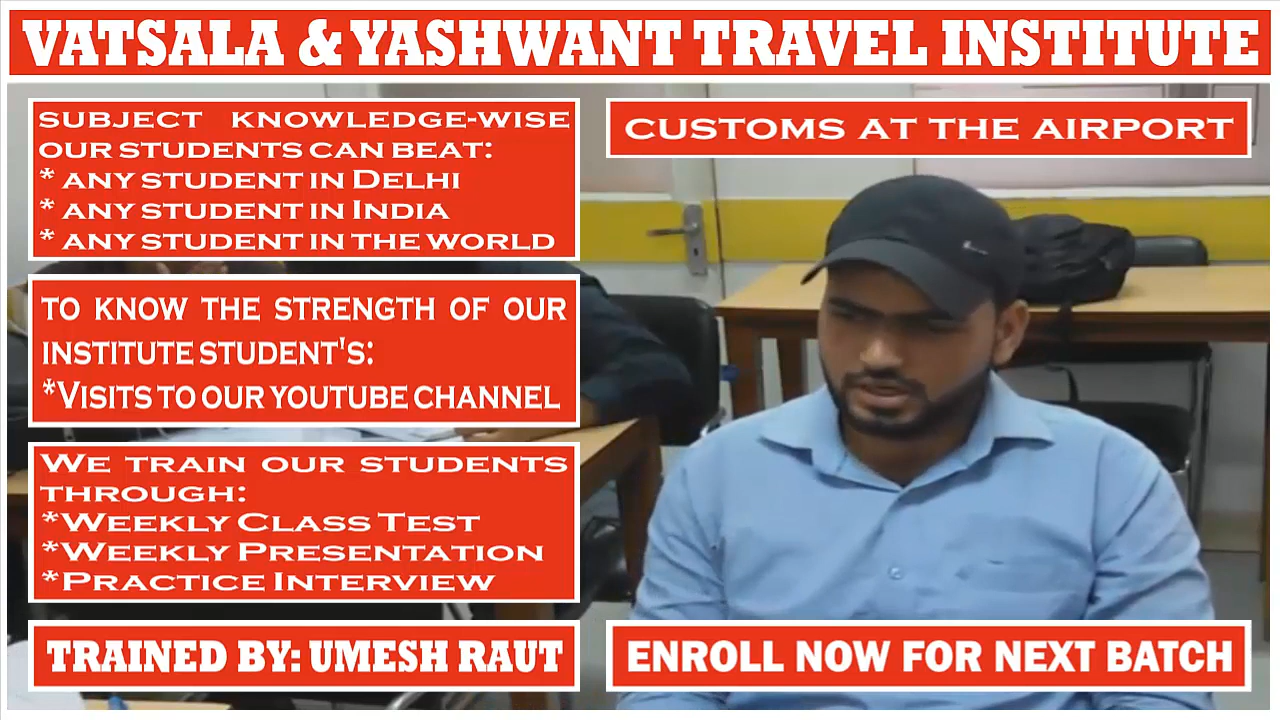 VATSALA & YASHWANT TRAVEL INSTITUTE
SUBJECT KNOWLEDGE-WISE
OUR STUDENTS CAN BEAT:
* ANY STUDENT IN DELHI
* ANY STUDENT IN INDIA
* ANY STUDENT IN THE WORLD
TO KNOW THE STRENGTH OF OUR
INSTITUTE STUDENT'S:
*VISITS TO OUR YOUTUBE CHANNEL
WE TRAIN OUR STUDENTS
THROUGH:
*WEEKLY CLASS TEST
*WEEKLY PRESENTATION
*PRACTICE INTERVIEW
TRAINED BY: UMESH RAUT
CUSTOMS AT THE AIRPORT
ENROLL NOW FOR NEXT BATCH